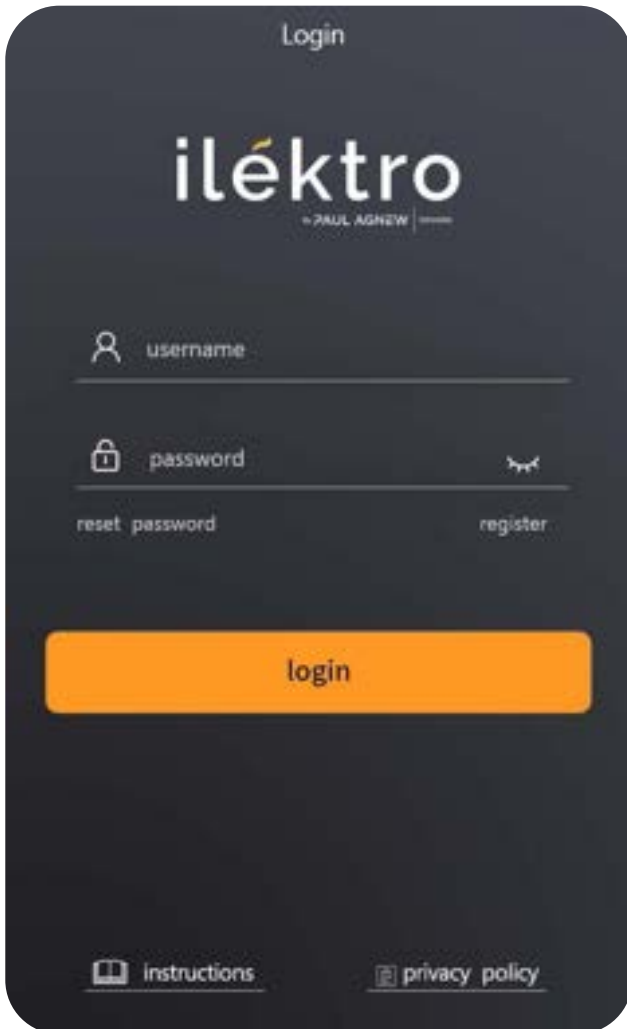 Login
iléktro
PAUL AGNEW
username
password
reset password register
login
instructions privacy policy